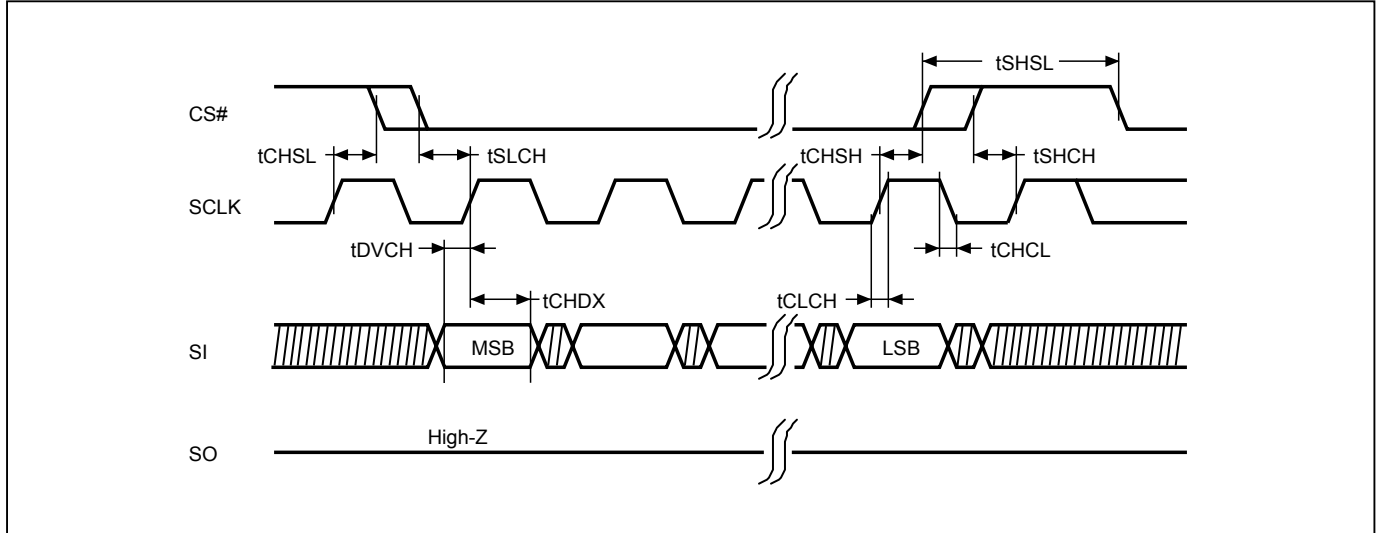 tSHSL
CS#
tCHSL
tSLCH
tCHSH
tSHCH
SCLK
tDVCH
tCHCL
tCHDX
tCLCH
SI
MSB
LSB
High-Z
SO